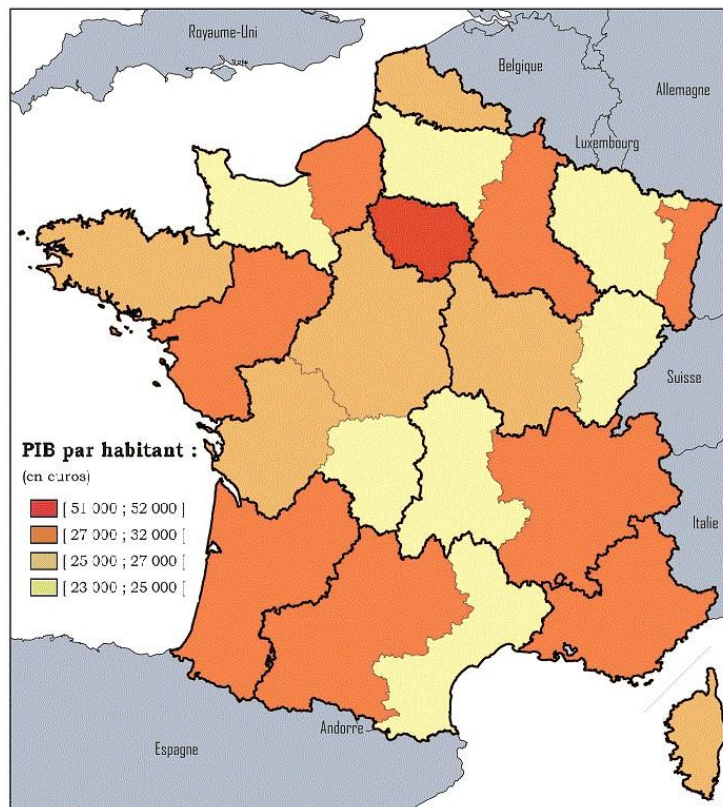 Royaume-Uni
Belgique
Allemagne
Luxembourg
Suisse
PIB par habitant :
(en euros)
[ 51 000 ; 52 000 ]
[ 27 000 ; 32 000 [
[ 25 000 ; 27 000 [
[ 23 000 ; 25 000 [
Italie
Andorre
Espagne